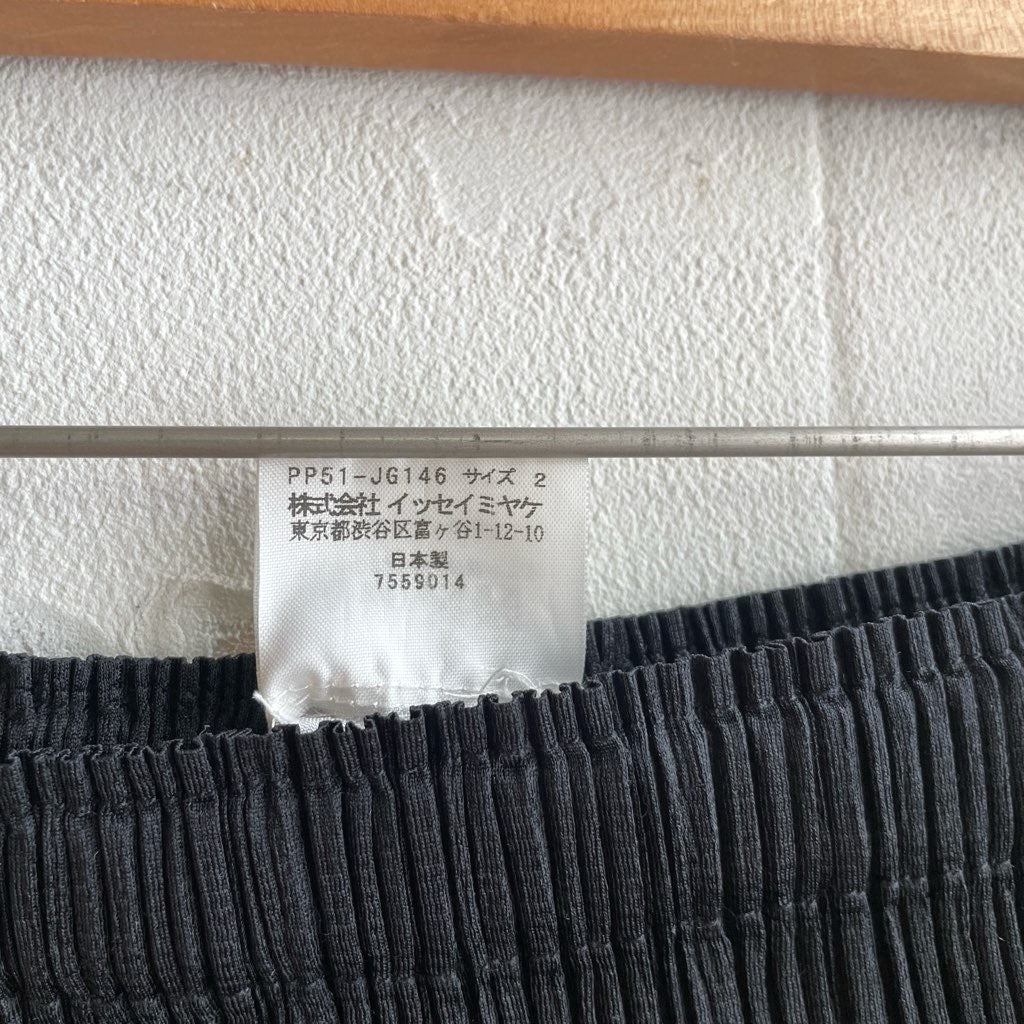 PP51-JG146 サイズ 2
株式会社 イッセイミヤケ
東京都渋谷区富ヶ谷1-12-10
日本製
7559014